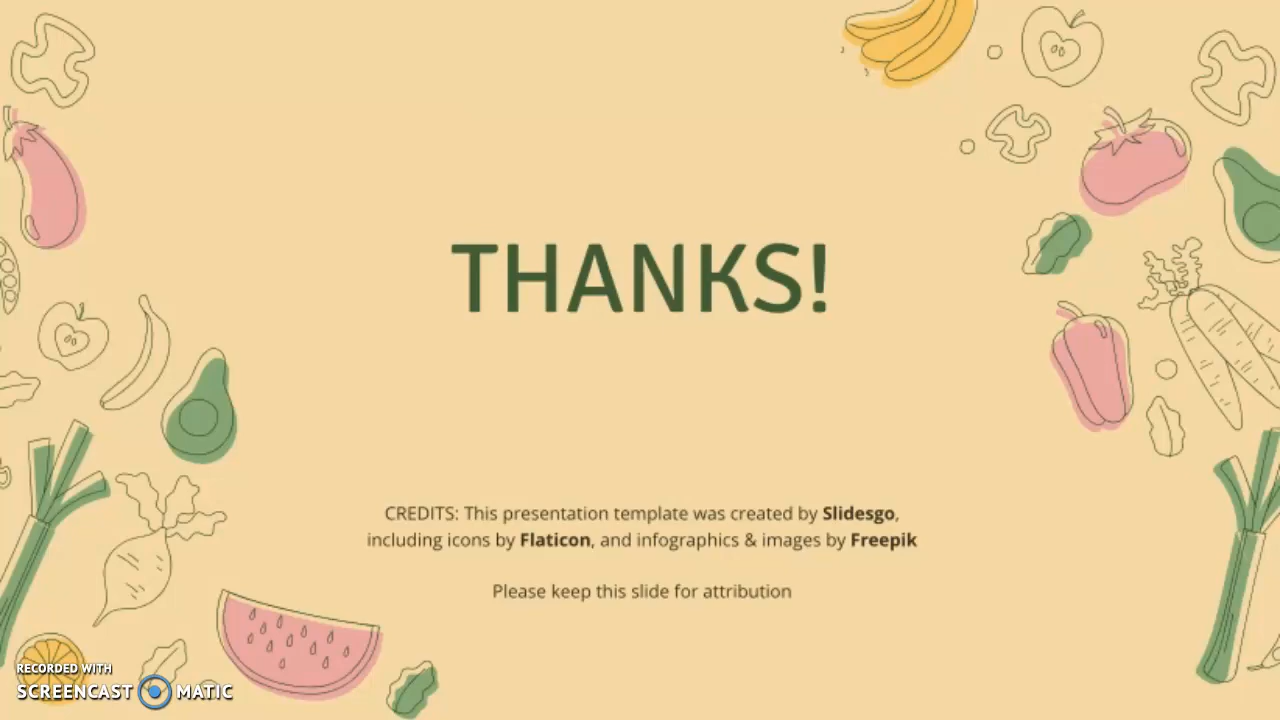 THANKS!
CREDITS: This presentation template was created by Slidesgo,
including icons by Flaticon, and infographics & images by Freepik
Please keep this slide for attribution
RECORDED WITH
SCREENCAST MATIC